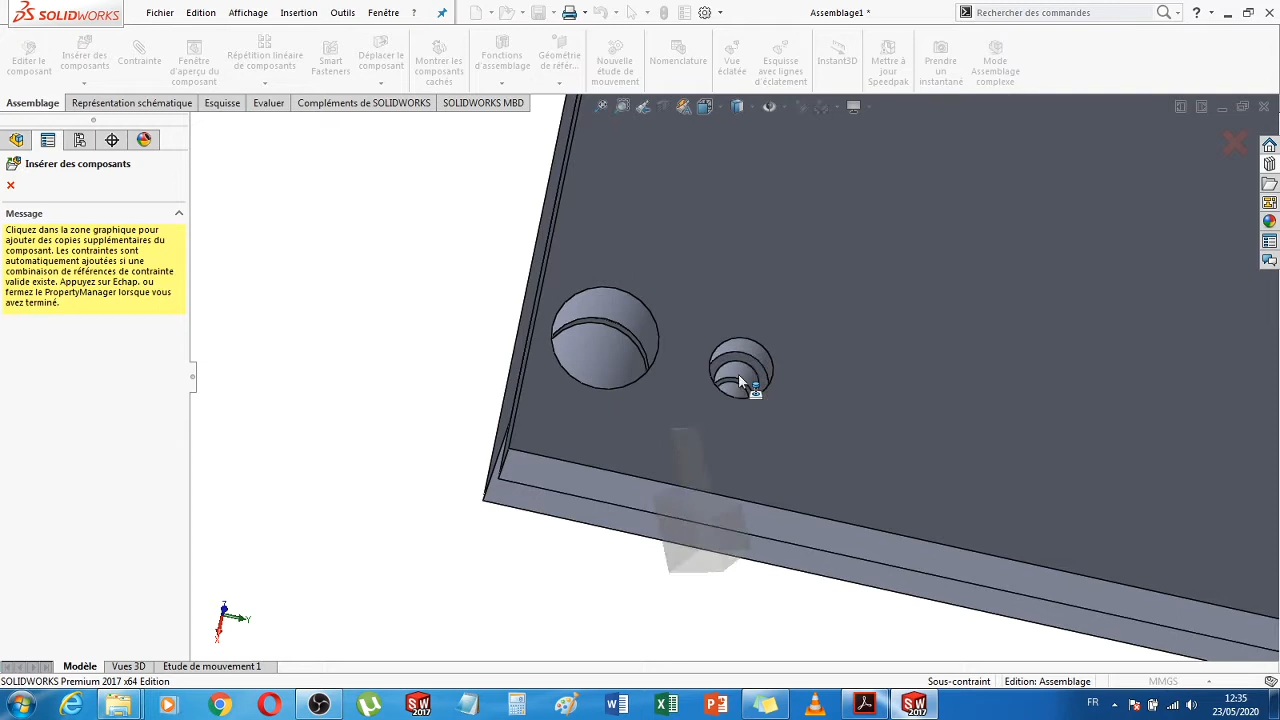 SOLIDWORKS
Fichier Edition Affichage Insertion Outils Fenêtre ?
Assemblage1 *
Rechercher des commandes
?
Editer le composant
Insérer des composants
Contrainte
Fenêtre d'aperçu du composant
Répétition linéaire de composants
Smart Fasteners
Déplacer le composant
Montrer les composants cachés
Fonctions d'assemblage
Géométrie de référ...
Nouvelle étude de mouvement
Nomenclature
Vue éclatée
Esquisse avec lignes d'éclatement
Instant3D
Mettre à jour Speedpak
Prendre un instantané
Mode Assemblage complexe
Assemblage Représentation schématique Esquisse Evaluer Compléments de SOLIDWORKS SOLIDWORKS MBD
Insérer des composants
Message
Cliquez dans la zone graphique pour
ajouter des copies supplémentaires du
composant. Les contraintes sont
automatiquement ajoutées si une
combinaison de références de contrainte
valide existe. Appuyez sur Echap. ou
fermez le PropertyManager lorsque vous
avez terminé.
Z
Y
X
Modèle Vues 3D Etude de mouvement 1
SOLIDWORKS Premium 2017 x64 Edition
Sous-contraint Edition: Assemblage MMGS
SW 2017
SW 2017
FR
12:35
23/05/2020